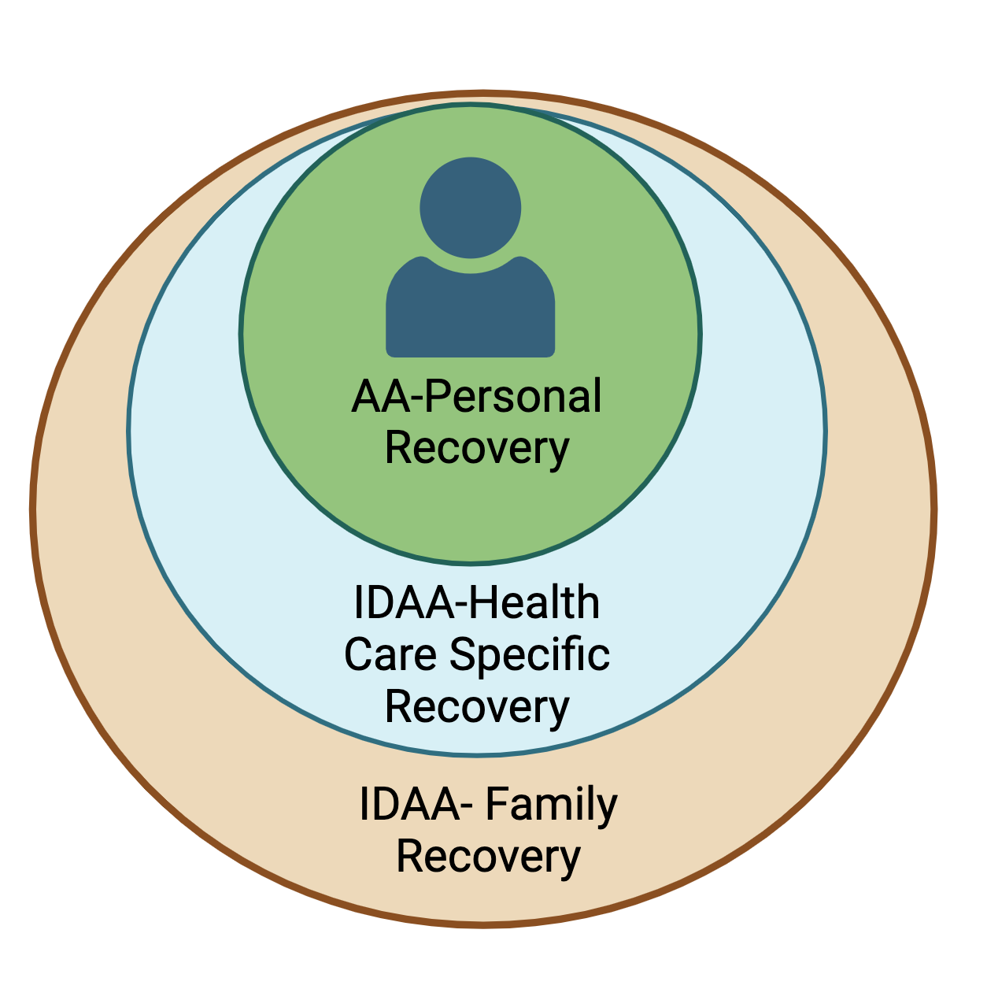 AA-Personal
Recovery
IDAA-Health
Care Specific
Recovery
IDAA- Family
Recovery